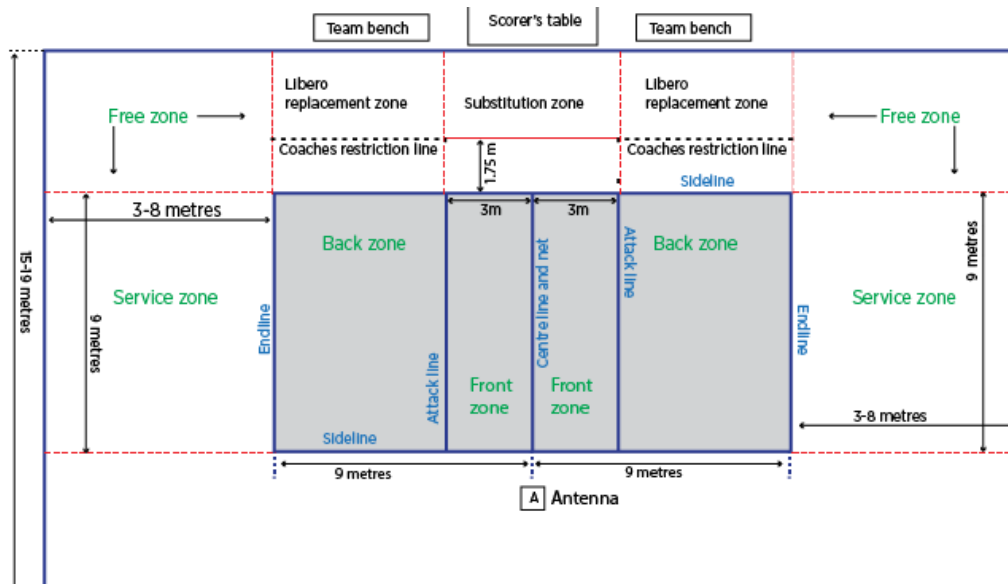 Team bench
Scorer's table
Team bench
Libero
replacement zone
Substitution zone
Libero
replacement zone
Free zone
Free zone
Coaches restriction line
1.75 m
Coaches restriction line
Sideline
3-8 metres
3m
3m
Back zone
Back zone
15-19 metres
9 metres
Service zone
Endline
Attack line
Centre line and net
Attack line
Service zone
Endline
9 metres
Front
zone
Front
zone
3-8 metres
Sideline
9 metres
9 metres
A Antenna